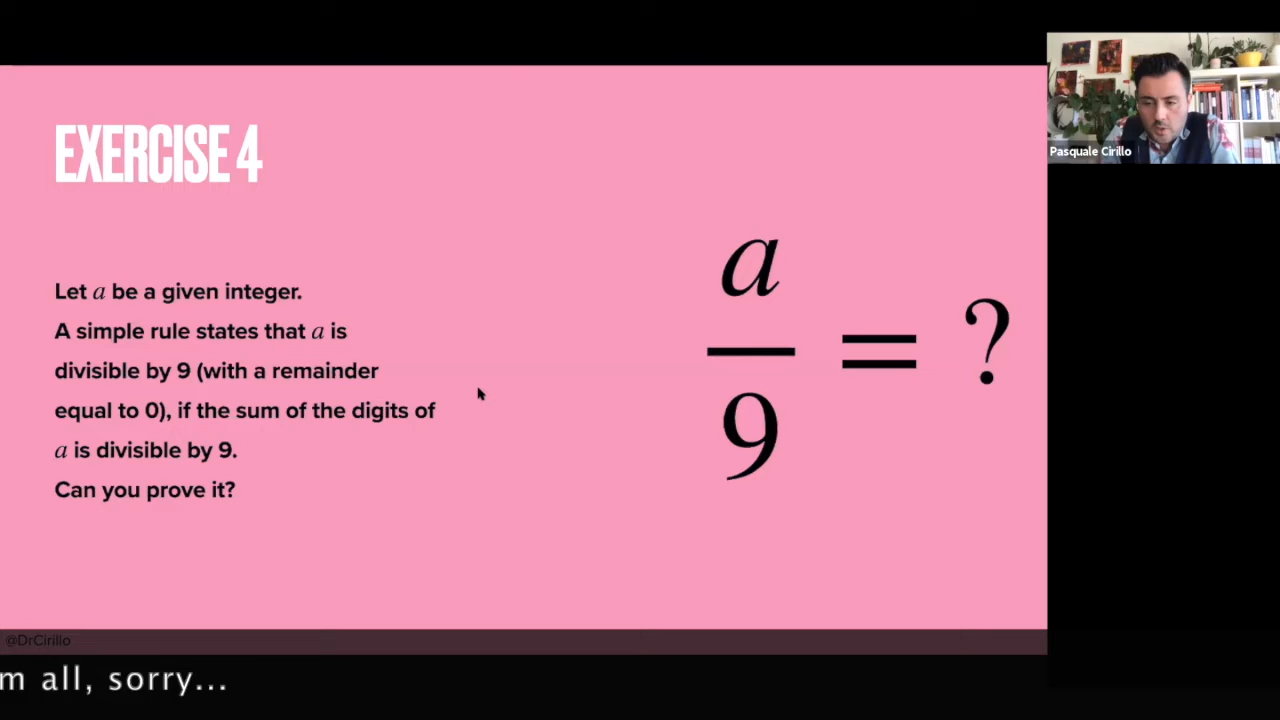 EXERCISE 4
Let a be a given integer.
A simple rule states that a is
divisible by 9 (with a remainder
equal to 0), if the sum of the digits of
a is divisible by 9.
Can you prove it?
a
9
= ?
Pasquale Cirillo
@DrCirillo
m all, sorry...